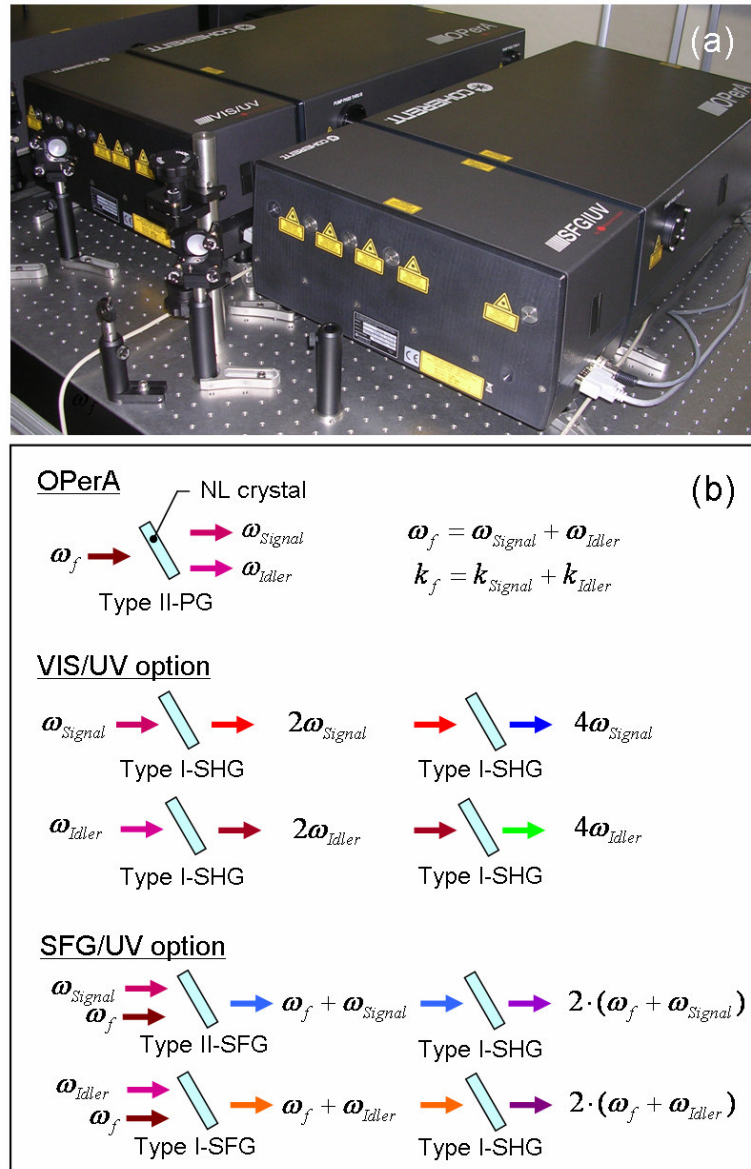 (a)
COHERENT
OPerA
VIS/UV
COHERENT
OPerA
SFG/UV
CE
(b)
OPerA
NL crystal
ω_f
ω_Signal
ω_Idler
Type II-PG
ω_f = ω_Signal + ω_Idler
k_f = k_Signal + k_Idler
VIS/UV option
ω_Signal 2ω_Signal 4ω_Signal
Type I-SHG Type I-SHG
ω_Idler 2ω_Idler 4ω_Idler
Type I-SHG Type I-SHG
SFG/UV option
ω_Signal
ω_f
ω_f + ω_Signal 2·(ω_f + ω_Signal)
Type II-SFG Type I-SHG
ω_Idler
ω_f
ω_f + ω_Idler 2·(ω_f + ω_Idler)
Type I-SFG Type I-SHG